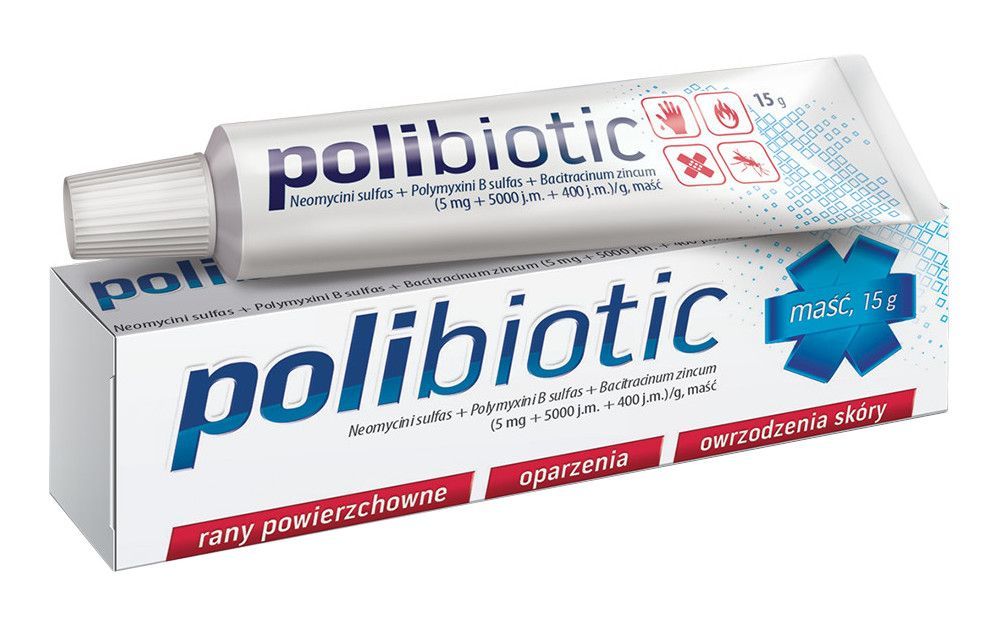 polibiotic
Neomycini sulfas + Polymyxini B sulfas + Bacitracinum zincum
(5 mg + 5000 j.m. + 400 j.m.)/g, maść
15 g
poli
Neomycini sulfas + Polymyxini B sulfas + Bacitracinum zincum (5 mg + 5000 j.m. + 400
polibiotic
Neomycini sulfas + Polymyxini B sulfas + Bacitracinum zincum
(5 mg + 5000 j.m. + 400 j.m.)/g, maść
maść, 15 g
rany powierzchowne
oparzenia
owrzodzenia skóry